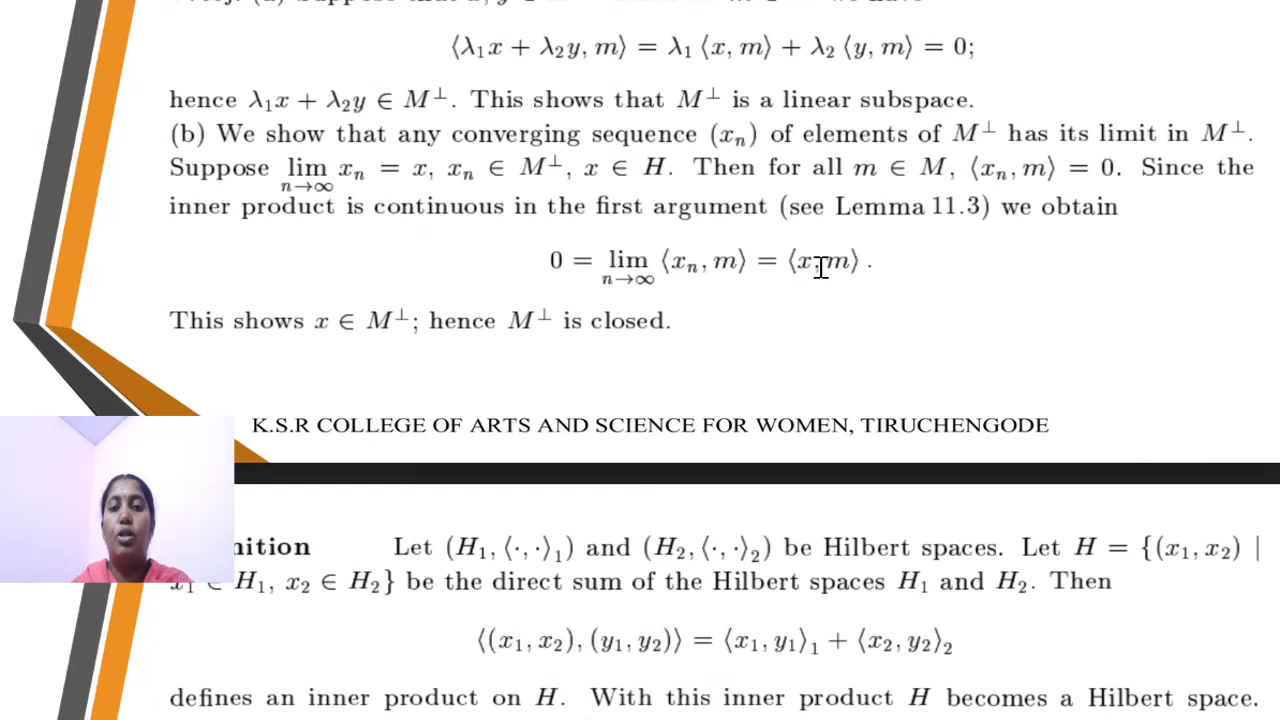 ⟨λ₁x + λ₂y, m⟩ = λ₁ ⟨x, m⟩ + λ₂ ⟨y, m⟩ = 0;
hence λ₁x + λ₂y ∈ M⊥. This shows that M⊥ is a linear subspace.
(b) We show that any converging sequence (xₙ) of elements of M⊥ has its limit in M⊥.
Suppose lim n→∞ xₙ = x, xₙ ∈ M⊥, x ∈ H. Then for all m ∈ M, ⟨xₙ, m⟩ = 0. Since the
inner product is continuous in the first argument (see Lemma 11.3) we obtain
0 = lim n→∞ ⟨xₙ, m⟩ = ⟨x, m⟩ .
This shows x ∈ M⊥; hence M⊥ is closed.
K.S.R COLLEGE OF ARTS AND SCIENCE FOR WOMEN, TIRUCHENGODE
Let (H₁, ⟨·, ·⟩₁) and (H₂, ⟨·, ·⟩₂) be Hilbert spaces. Let H = {(x₁, x₂) |
x₁ ∈ H₁, x₂ ∈ H₂} be the direct sum of the Hilbert spaces H₁ and H₂. Then
⟨(x₁, x₂), (y₁, y₂)⟩ = ⟨x₁, y₁⟩₁ + ⟨x₂, y₂⟩₂
defines an inner product on H. With this inner product H becomes a Hilbert space.